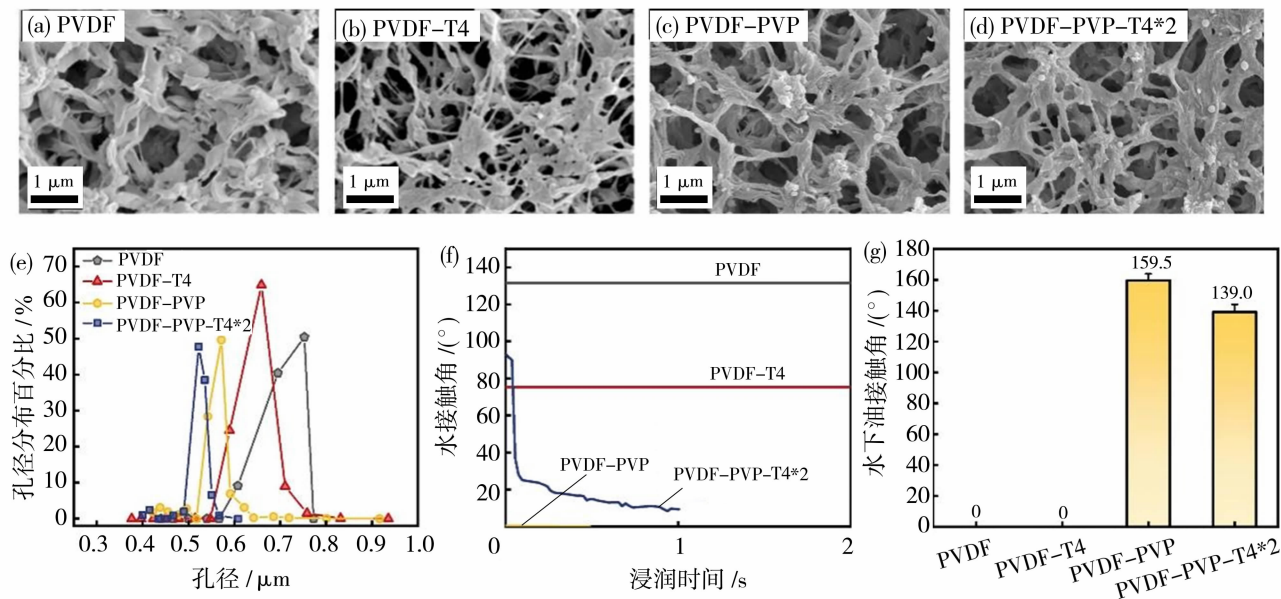 (a) PVDF
1 μm
(b) PVDF-T4
1 μm
(c) PVDF-PVP
1 μm
(d) PVDF-PVP-T4*2
1 μm
(e)
孔径分布百分比/%
70
60
50
40
30
20
10
0
PVDF
PVDF-T4
PVDF-PVP
PVDF-PVP-T4*2
0.3 0.4 0.5 0.6 0.7 0.8 0.9 1.0
孔径/μm
(f)
水接触角/(°)
140
120
100
80
60
40
20
PVDF
PVDF-T4
PVDF-PVP
PVDF-PVP-T4*2
0 1 2
浸润时间/s
(g)
水下油接触角/(°)
180
160
140
120
100
80
60
40
20
0
0
0
159.5
139.0
PVDF
PVDF-T4
PVDF-PVP
PVDF-PVP-T4*2